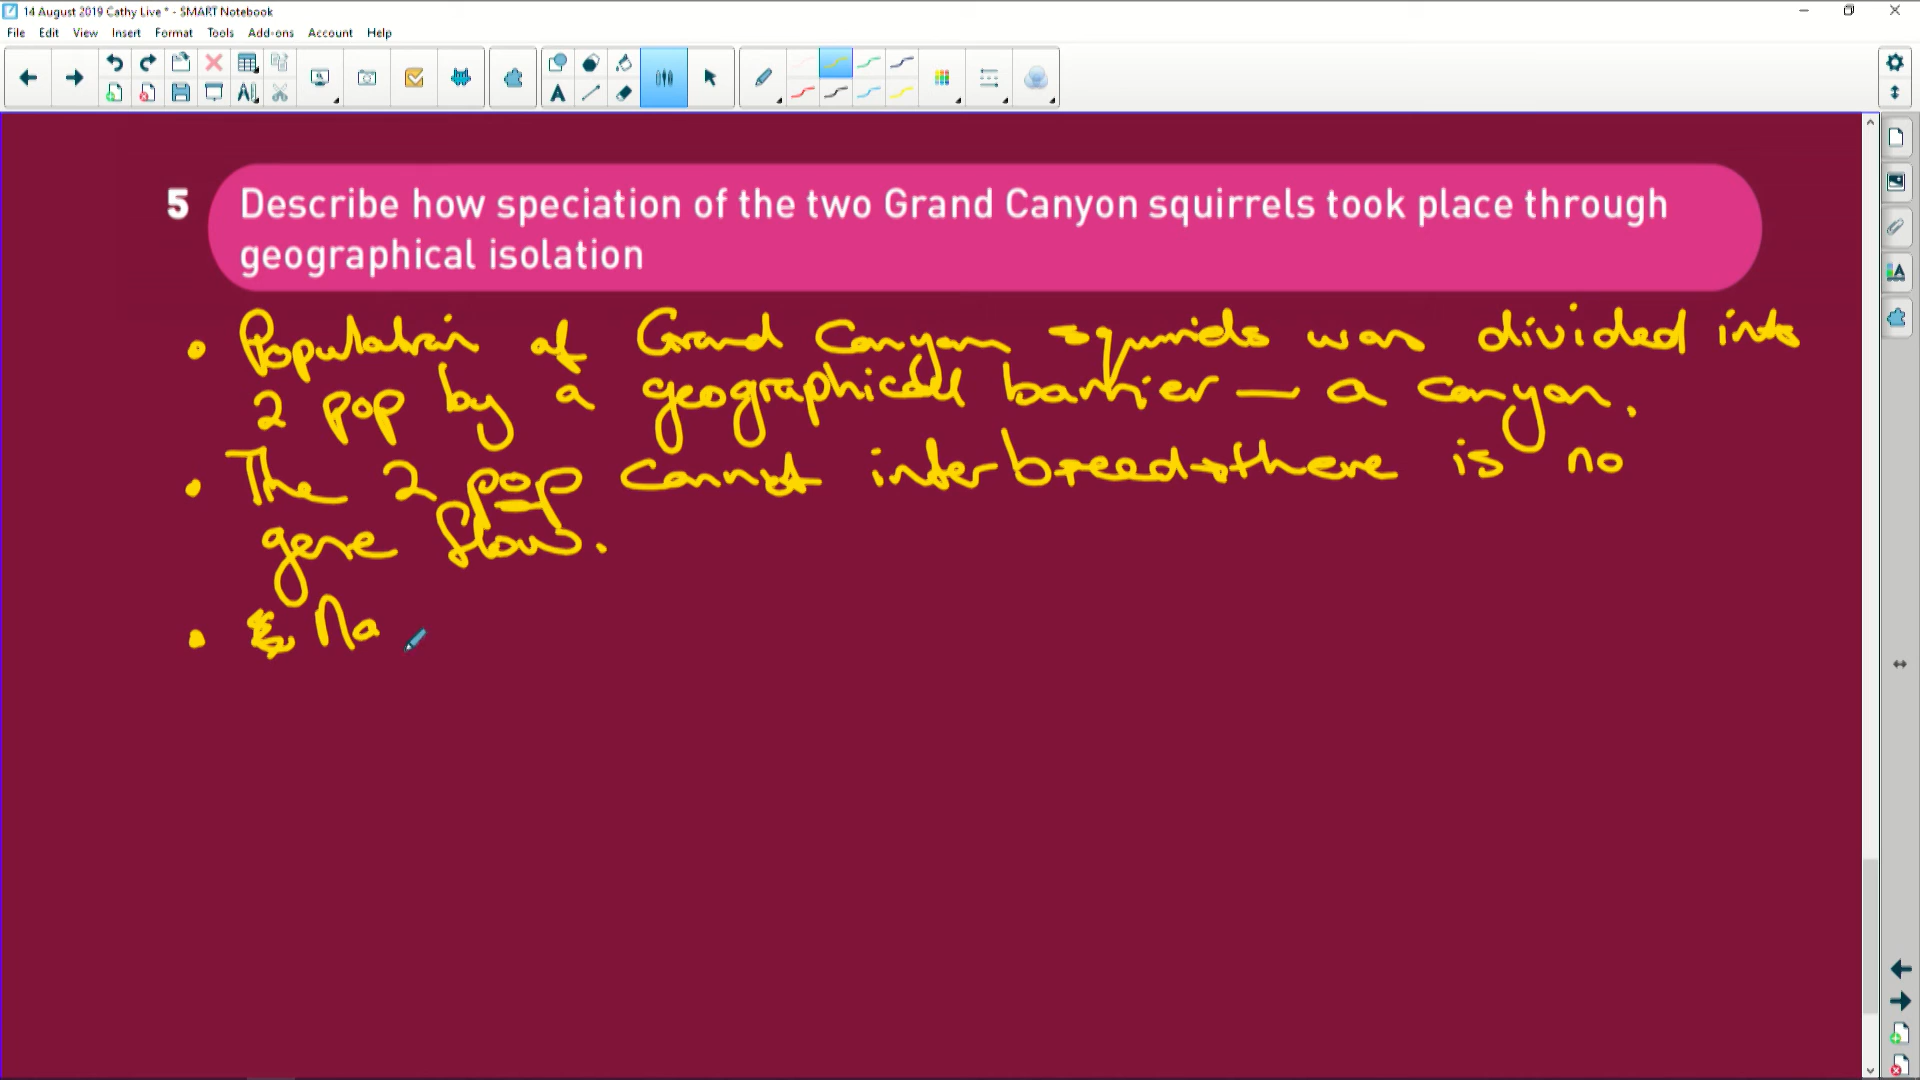 14 August 2019 Cathy Live * - SMART Notebook
File Edit View Insert Format Tools Add-ons Account Help
5 Describe how speciation of the two Grand Canyon squirrels took place through
geographical isolation
• Population of Grand Canyon squirrels was divided into
2 pop by a geographical barrier — a canyon.
• The 2 pop cannot interbreed → there is no
gene flow.
• Na